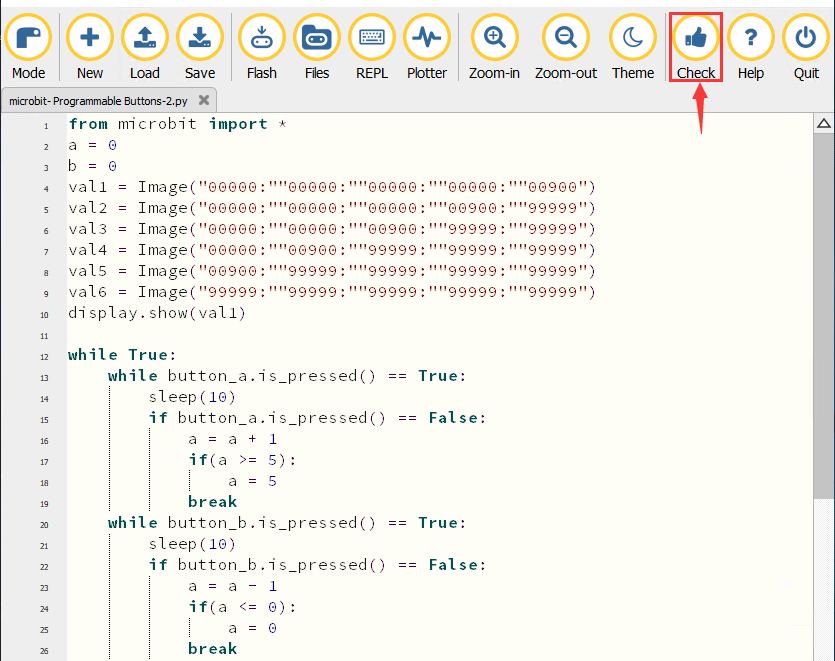 Mode New Load Save Flash Files REPL Plotter Zoom-in Zoom-out Theme Check Help Quit
microbit- Programmable Buttons-2.py
1 from microbit import *
2 a = 0
3 b = 0
4 val1 = Image("00000:""00000:""00000:""00000:""00900")
5 val2 = Image("00000:""00000:""00000:""00900:""99999")
6 val3 = Image("00000:""00000:""00900:""99999:""99999")
7 val4 = Image("00000:""00900:""99999:""99999:""99999")
8 val5 = Image("00900:""99999:""99999:""99999:""99999")
9 val6 = Image("99999:""99999:""99999:""99999:""99999")
10 display.show(val1)
11
12 while True:
13     while button_a.is_pressed() == True:
14         sleep(10)
15         if button_a.is_pressed() == False:
16             a = a + 1
17             if(a >= 5):
18                 a = 5
19             break
20     while button_b.is_pressed() == True:
21         sleep(10)
22         if button_b.is_pressed() == False:
23             a = a - 1
24             if(a <= 0):
25                 a = 0
26             break